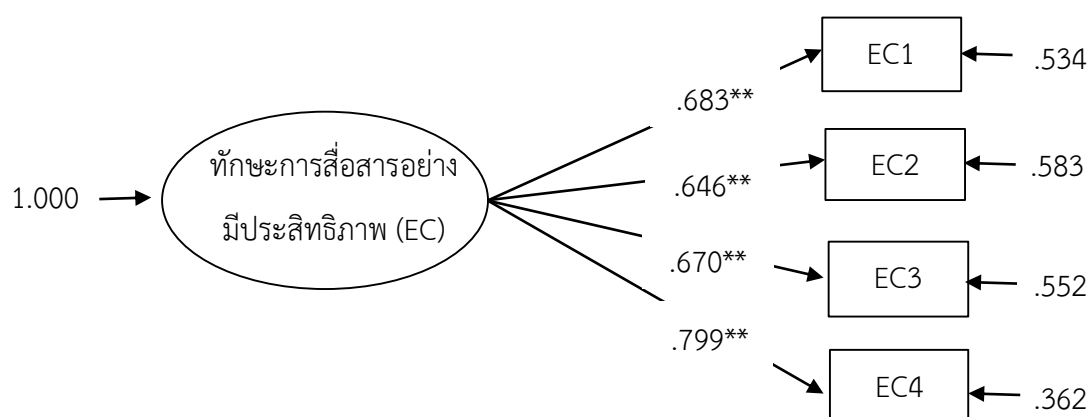 EC1
.534
.683**
ทักษะการสื่อสารอย่าง
มีประสิทธิภาพ (EC)
1.000
.646**
EC2
.583
.670**
EC3
.552
.799**
EC4
.362